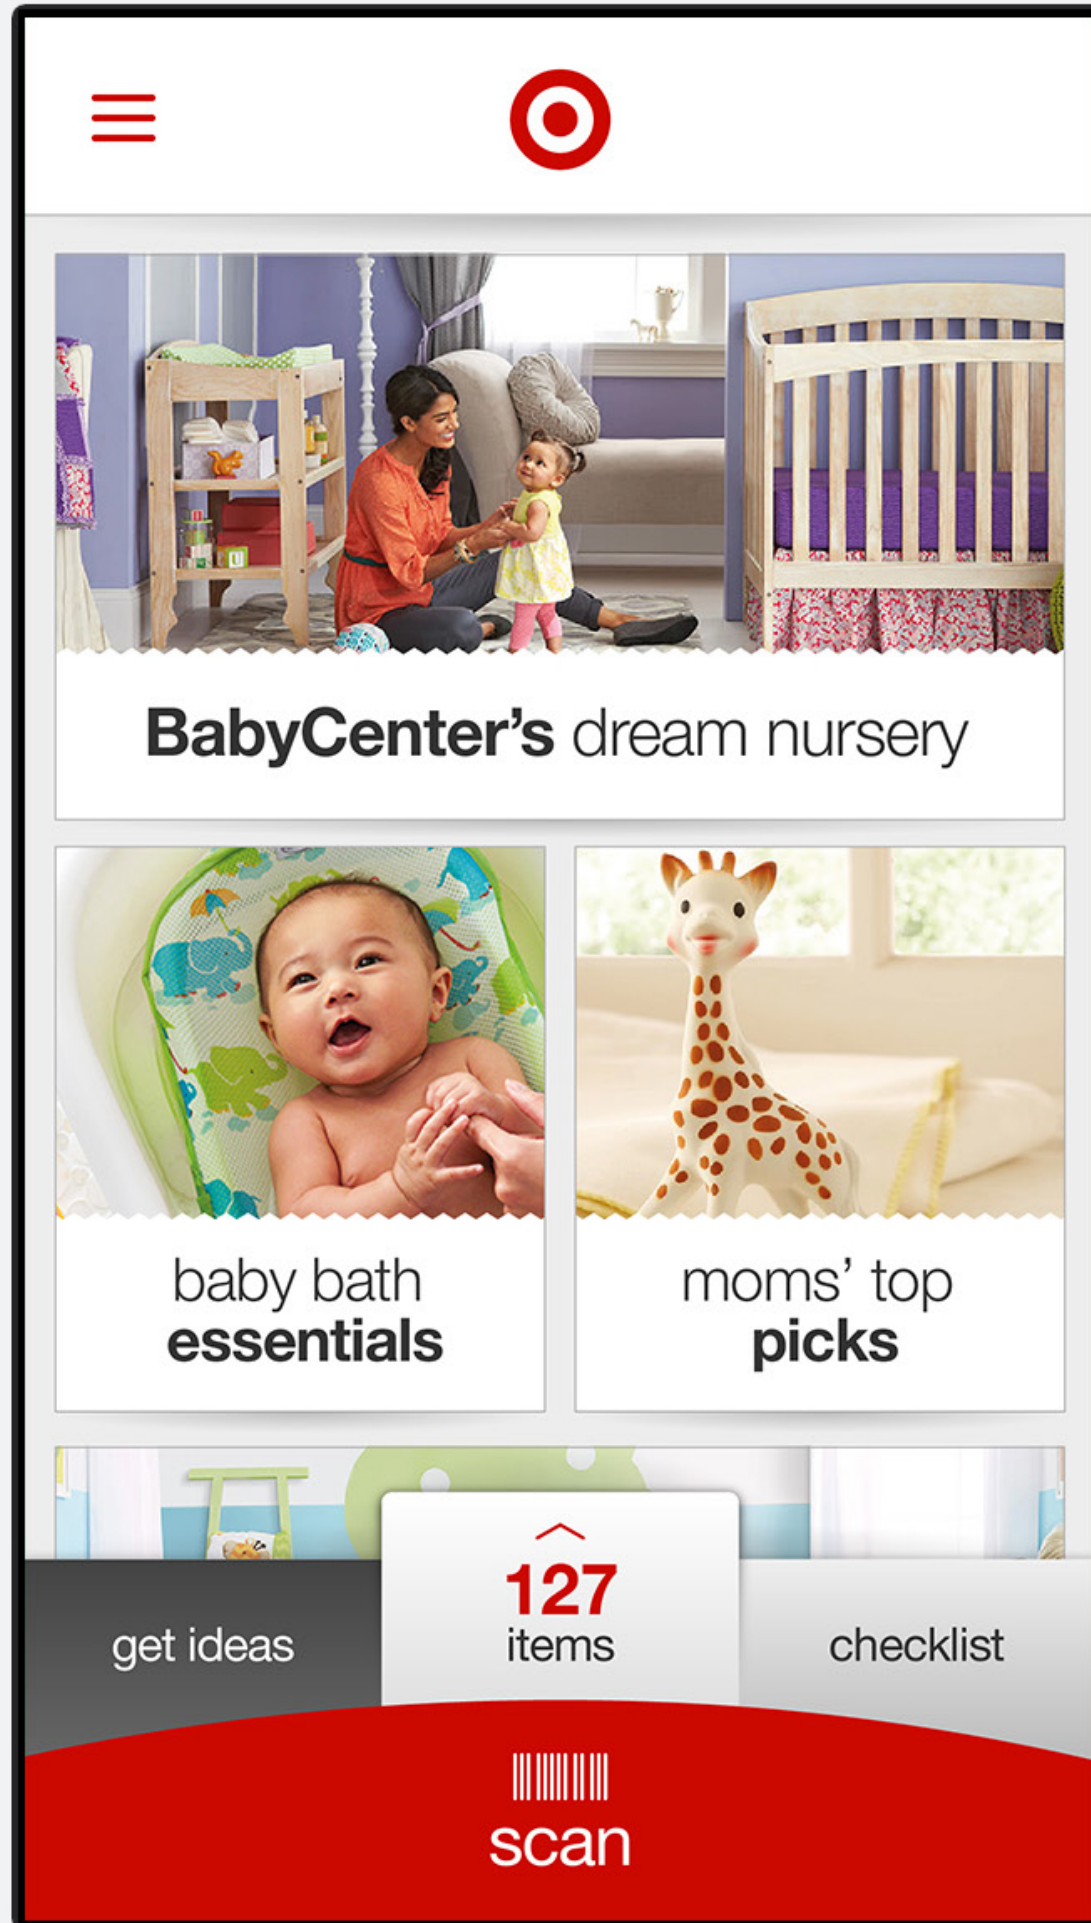 BabyCenter's dream nursery
baby bath
essentials
moms' top
picks
get ideas
127
items
checklist
scan